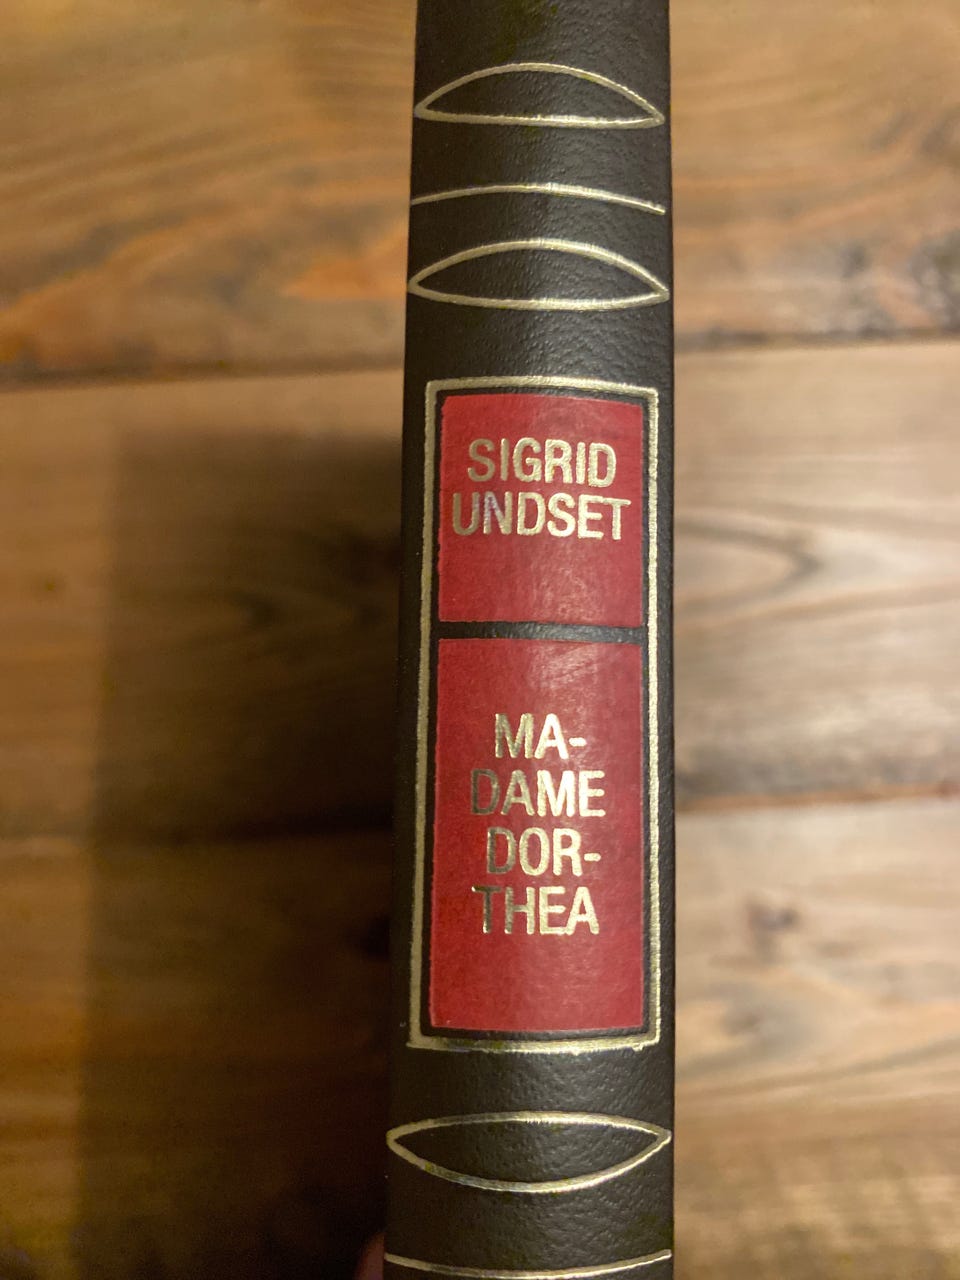 SIGRID
UNDSET
MA-
DAME
DOR-
THEA